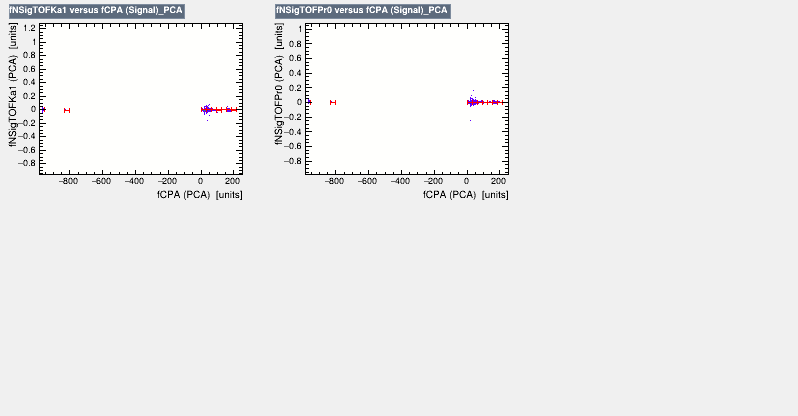 fNSigTOFKa1 versus fCPA (Signal)_PCA
fNSigTOFKa1 (PCA) [units]
1.2
1
0.8
0.6
0.4
0.2
0
−0.2
−0.4
−0.6
−0.8
−800 −600 −400 −200 0 200
fCPA (PCA) [units]
fNSigTOFPr0 versus fCPA (Signal)_PCA
fNSigTOFPr0 (PCA) [units]
1
0.8
0.6
0.4
0.2
0
−0.2
−0.4
−0.6
−0.8
−800 −600 −400 −200 0 200
fCPA (PCA) [units]